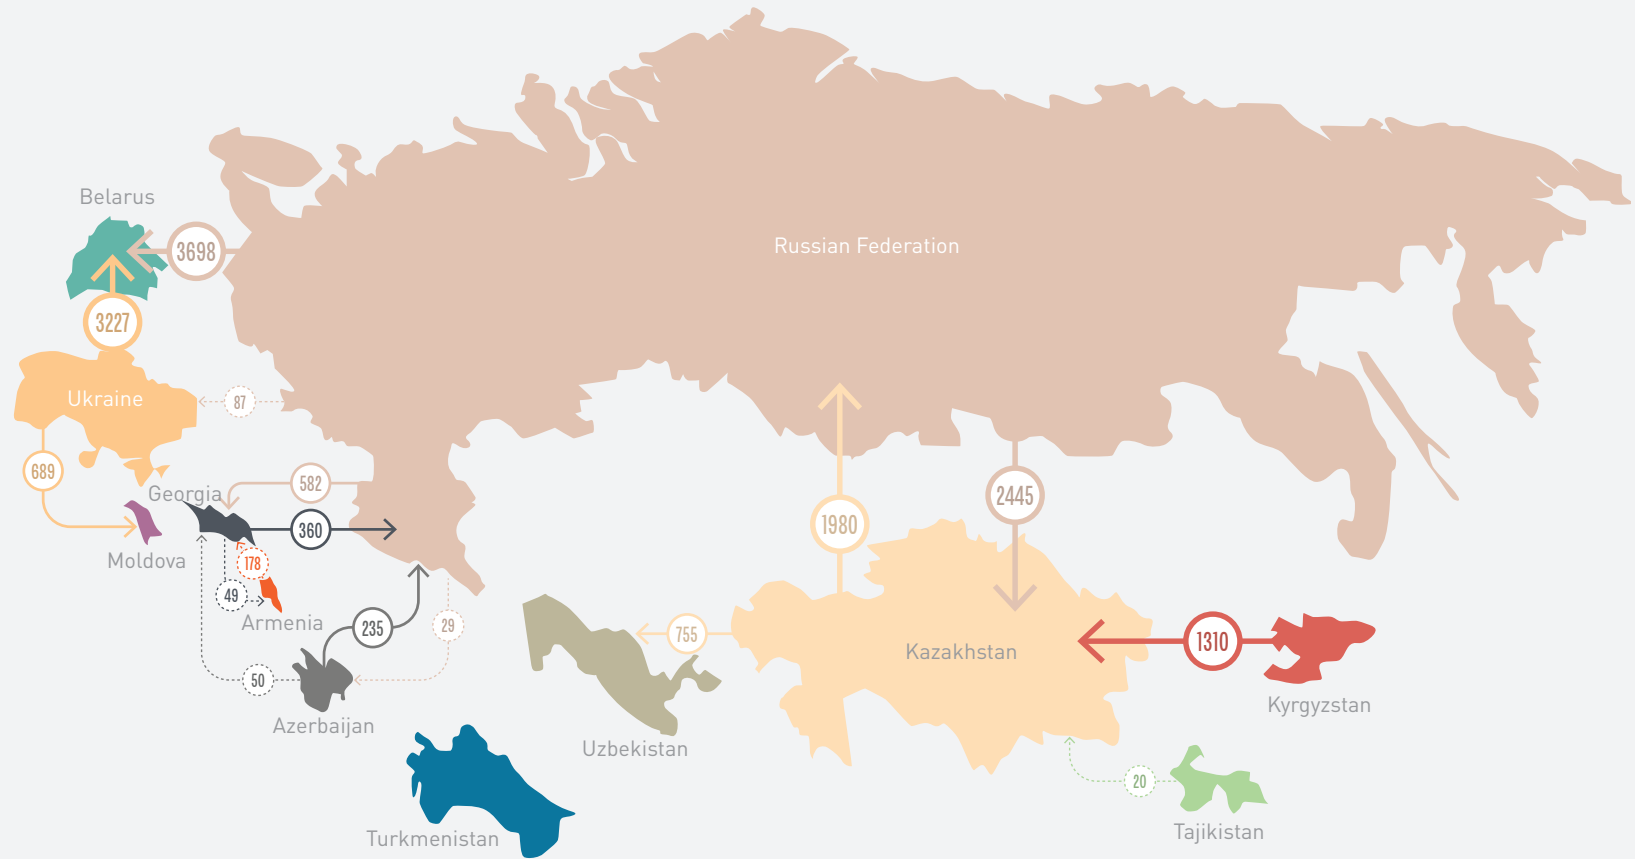 Belarus
3698
Russian Federation
3227
Ukraine
87
689
582
Georgia
360
2445
1980
Moldova
178
49
Armenia
235
29
755
Kazakhstan
1310
50
Azerbaijan
Kyrgyzstan
Uzbekistan
20
Turkmenistan
Tajikistan